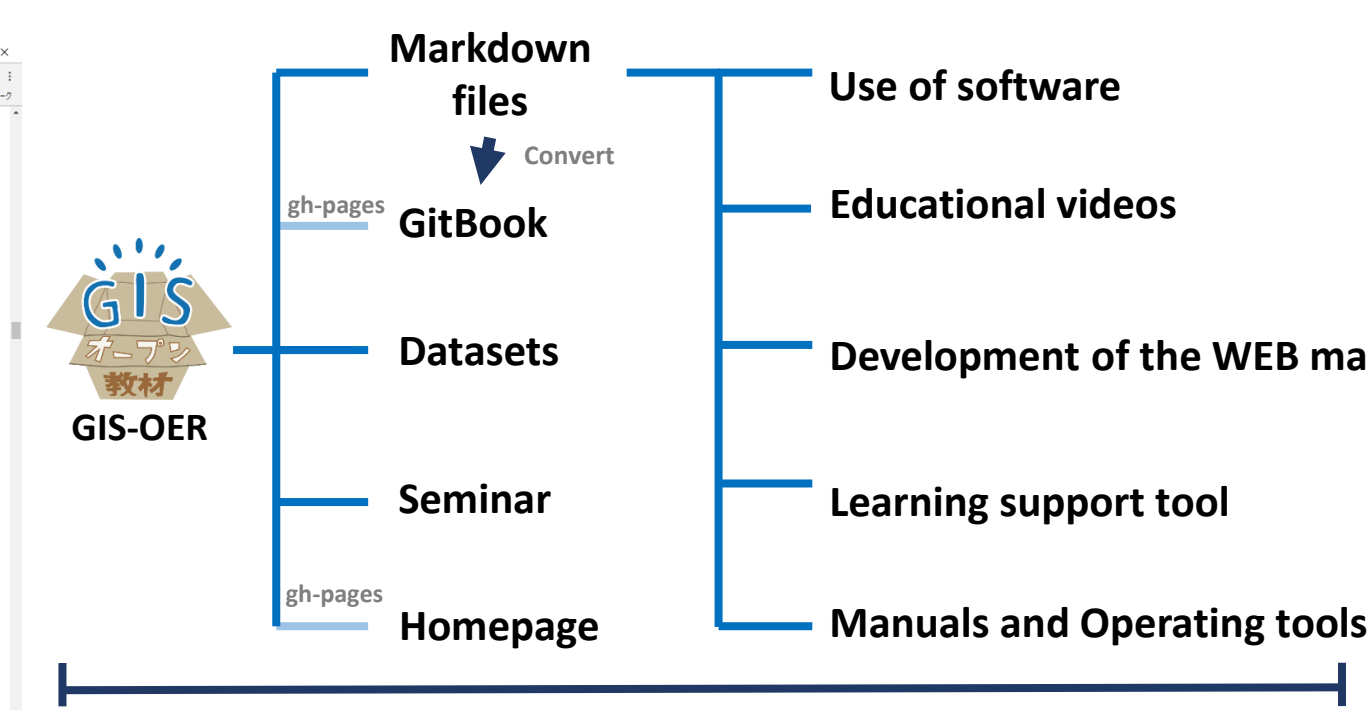 Markdown
files
Convert
gh-pages
GitBook
GIS
オープン
教材
GIS-OER
Datasets
Seminar
gh-pages
Homepage
Use of software
Educational videos
Development of the WEB ma
Learning support tool
Manuals and Operating tools